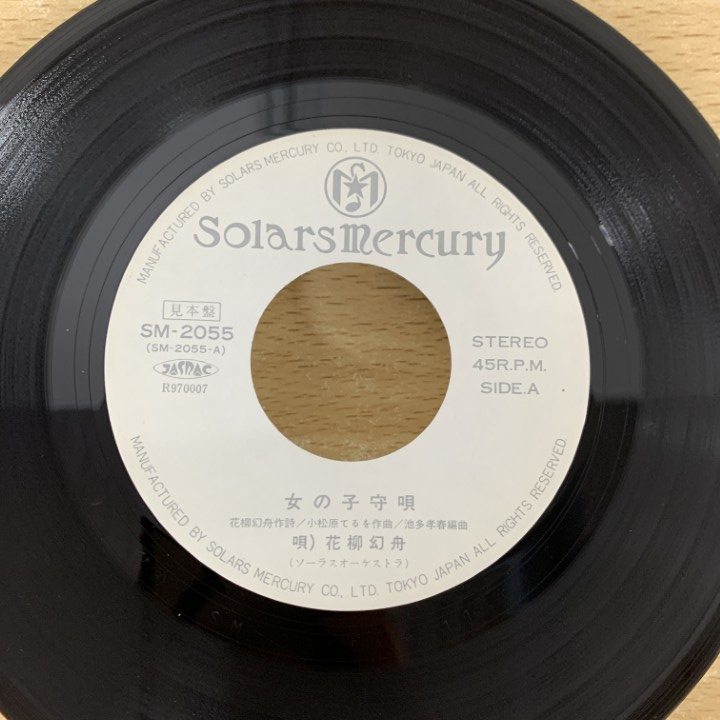 MANUFACTURED BY SOLARS MERCURY CO., LTD. TOKYO JAPAN ALL RIGHTS RESERVED.
SolarsMercury
見本盤
SM-2055
(SM-2055-A)
JASRAC
R970007
STEREO
45R.P.M.
SIDE.A
女の子守唄
花柳幻舟作詩/小松原てるを作曲/池多孝春編曲
唄)花柳幻舟
(ソーラスオーケストラ)
MANUFACTURED BY SOLARS MERCURY CO., LTD. TOKYO JAPAN ALL RIGHTS RESERVED.